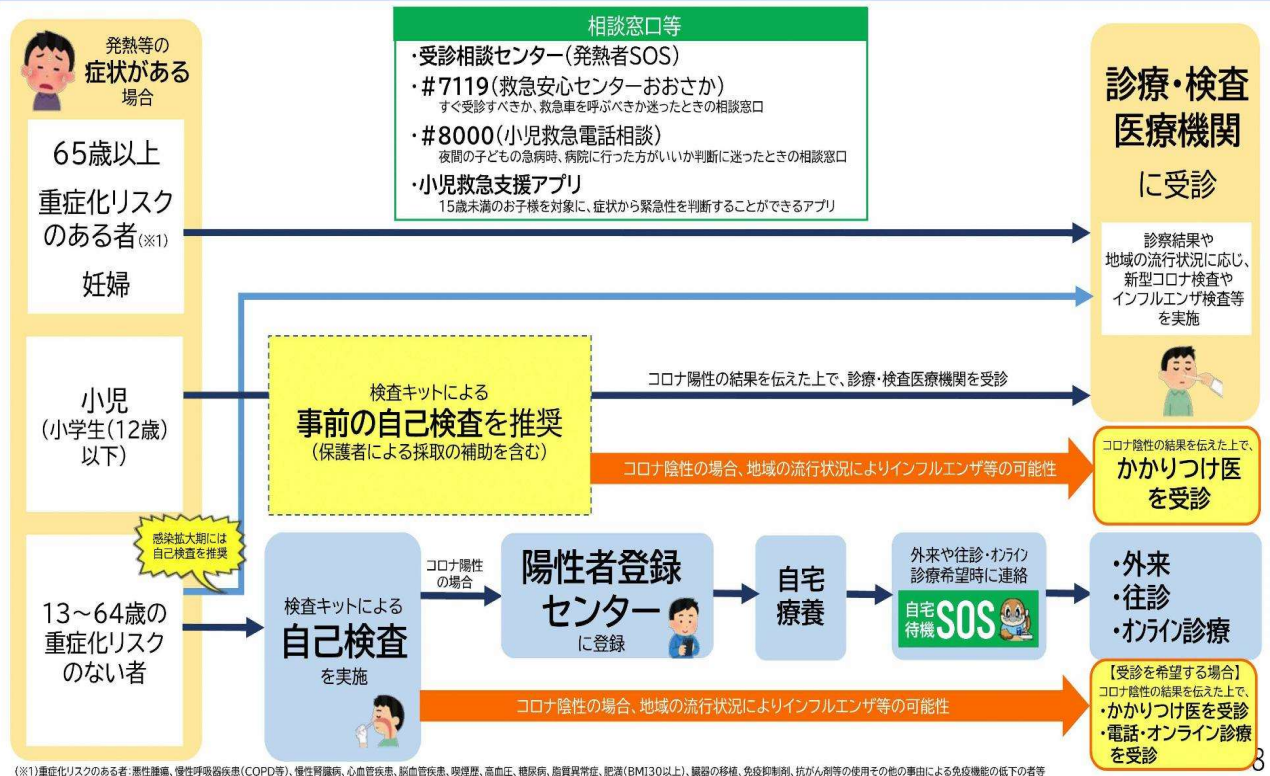 発熱等の
症状がある
場合
65歳以上
重症化リスク
のある者(※1)
妊婦
小児
(小学生(12歳)
以下)
感染拡大期には
自己検査を推奨
13～64歳の
重症化リスク
のない者
相談窓口等
・受診相談センター(発熱者SOS)
・#7119(救急安心センターおおさか)
すぐ受診すべきか、救急車を呼ぶべきか迷ったときの相談窓口
・#8000(小児救急電話相談)
夜間の子どもの急病時、病院に行った方がいいか判断に迷ったときの相談窓口
・小児救急支援アプリ
15歳未満のお子様を対象に、症状から緊急性を判断することができるアプリ
検査キットによる
事前の自己検査を推奨
(保護者による採取の補助を含む)
コロナ陽性の結果を伝えた上で、診療・検査医療機関を受診
コロナ陰性の場合、地域の流行状況によりインフルエンザ等の可能性
診療・検査
医療機関
に受診
診察結果や
地域の流行状況に応じ、
新型コロナ検査や
インフルエンザ検査等
を実施
コロナ陰性の結果を伝えた上で、
かかりつけ医
を受診
検査キットによる
自己検査
を実施
コロナ陽性
の場合
陽性者登録
センター
に登録
自宅
療養
外来や往診・オンライン
診療希望時に連絡
自宅
待機SOS
・外来
・往診
・オンライン診療
コロナ陰性の場合、地域の流行状況によりインフルエンザ等の可能性
【受診を希望する場合】
コロナ陰性の結果を伝えた上で、
・かかりつけ医を受診
・電話・オンライン診療
を受診
8
(※1)重症化リスクのある者:悪性腫瘍、慢性呼吸器疾患(COPD等)、慢性腎臓病、心血管疾患、脳血管疾患、喫煙歴、高血圧、糖尿病、脂質異常症、肥満(BMI30以上)、臓器の移植、免疫抑制剤、抗がん剤等の使用その他の事由による免疫機能の低下の者等